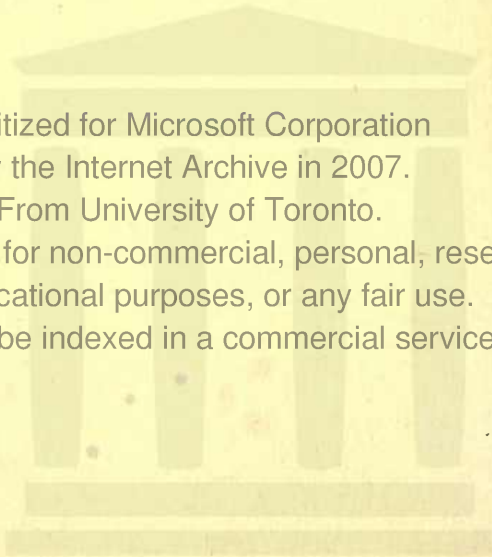 itized for Microsoft Corporation
the Internet Archive in 2007.
From University of Toronto.
for non-commercial, personal, rese
cational purposes, or any fair use.
be indexed in a commercial service